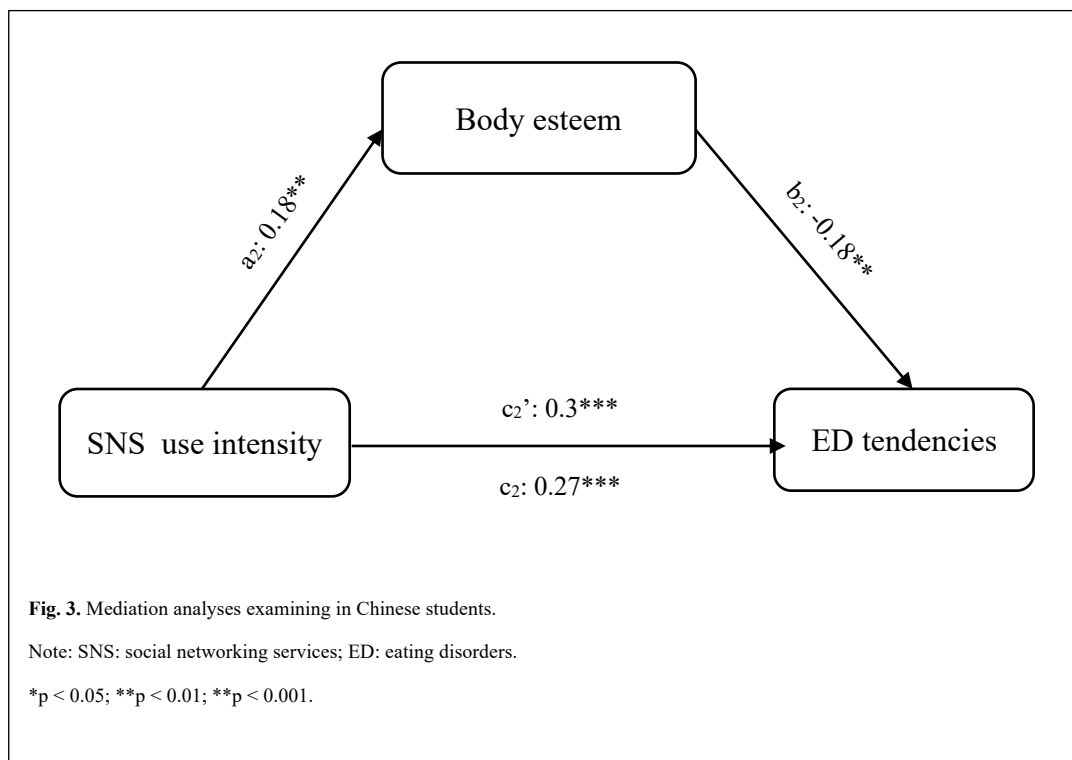 Body esteem
a₂: 0.18**
b₂: -0.18**
SNS use intensity
c₂’: 0.3***
c₂: 0.27***
ED tendencies
Fig. 3. Mediation analyses examining in Chinese students.
Note: SNS: social networking services; ED: eating disorders.
*p < 0.05; **p < 0.01; **p < 0.001.